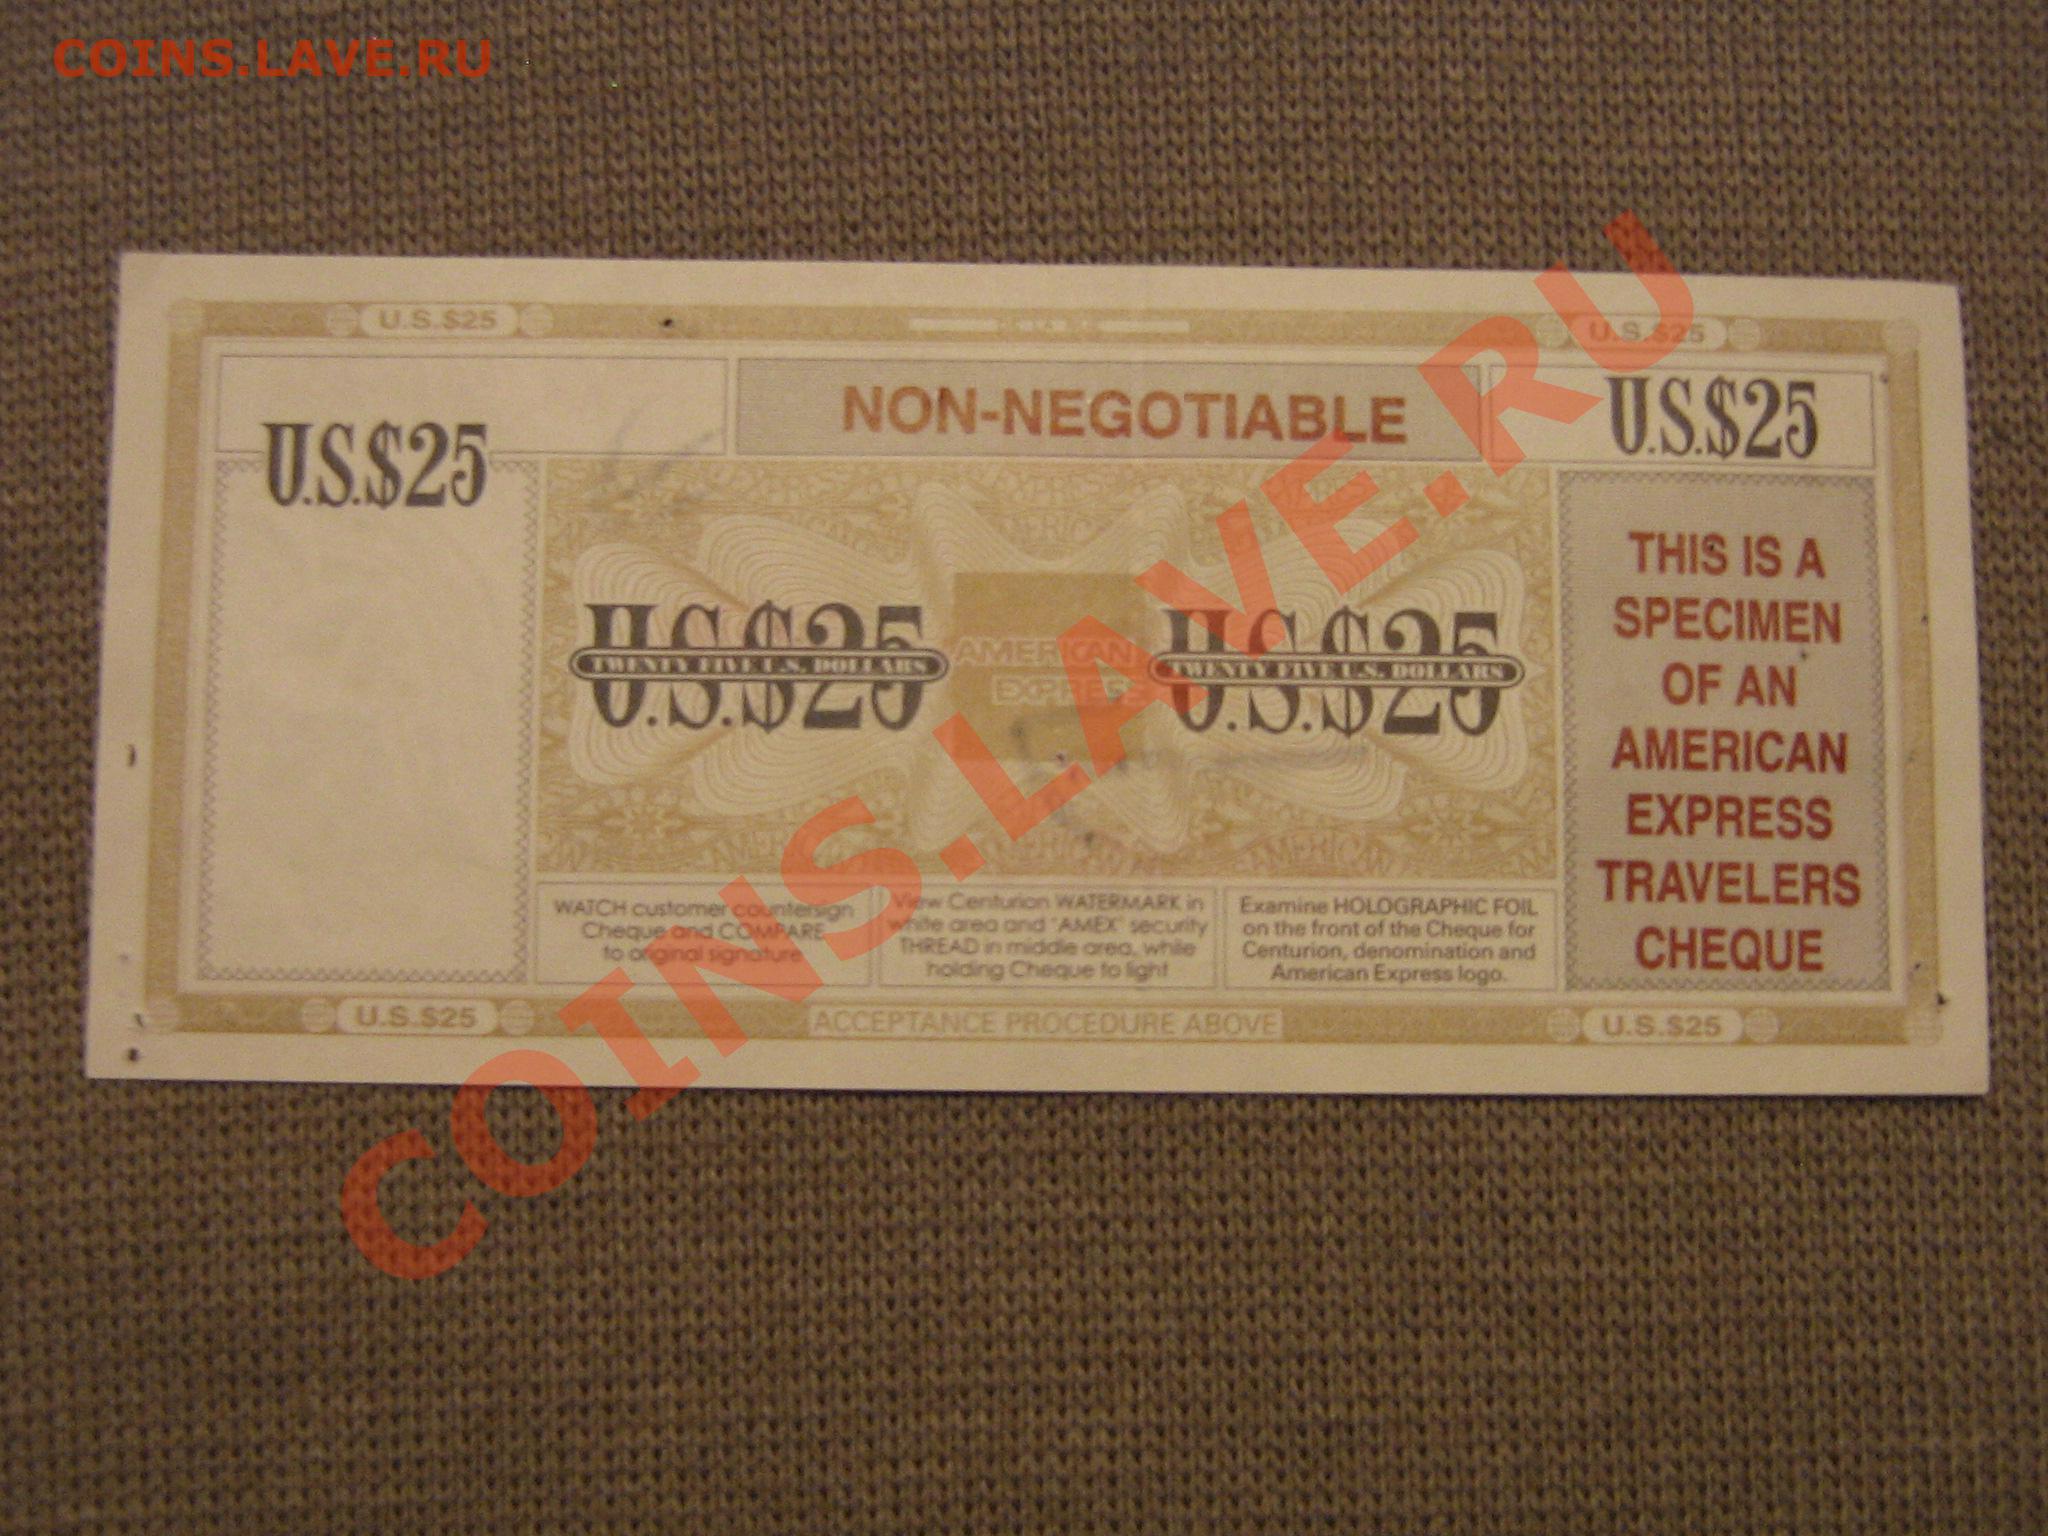 COINS.LAVE.RU
U.S.$25
U.S.$25
NON-NEGOTIABLE
U.S.$25
U.S.$25
THIS IS A
SPECIMEN
OF AN
AMERICAN
EXPRESS
TRAVELERS
CHEQUE
U.S.$25
TWENTY FIVE U.S. DOLLARS
AMERICAN
EXPRESS
U.S.$25
TWENTY FIVE U.S. DOLLARS
WATCH customer countersign
Cheque and COMPARE
to original signature
View Centurion WATERMARK in
white area and "AMEX" security
THREAD in middle area, while
holding Cheque to light
Examine HOLOGRAPHIC FOIL
on the front of the Cheque for
Centurion, denomination and
American Express logo.
U.S.$25
ACCEPTANCE PROCEDURE ABOVE
U.S.$25
COINS.LAVE.RU